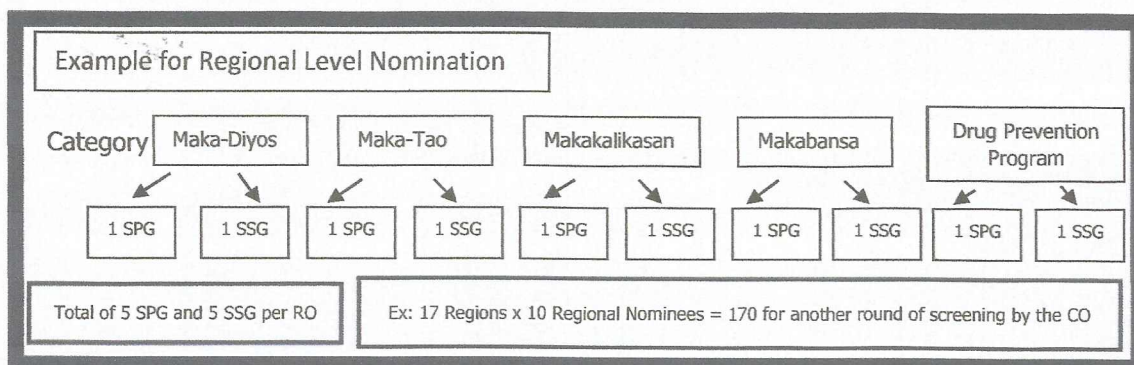 Example for Regional Level Nomination
Category Maka-Diyos Maka-Tao Makakalikasan Makabansa Drug Prevention
Program
1 SPG 1 SSG 1 SPG 1 SSG 1 SPG 1 SSG 1 SPG 1 SSG 1 SPG 1 SSG
Total of 5 SPG and 5 SSG per RO
Ex: 17 Regions x 10 Regional Nominees = 170 for another round of screening by the CO